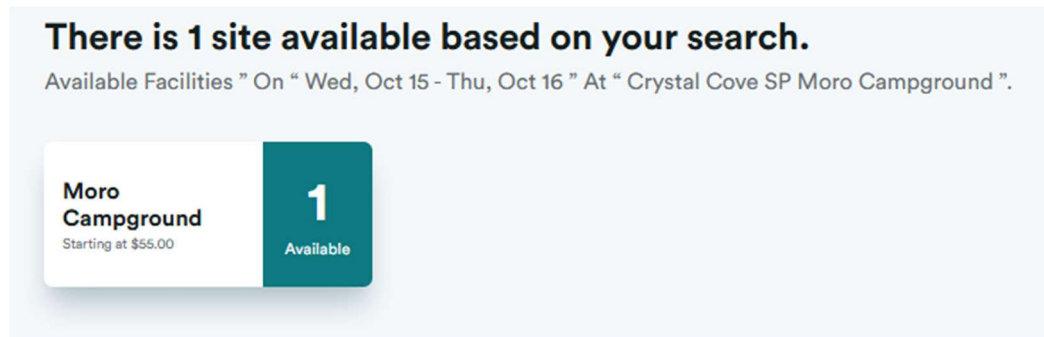 There is 1 site available based on your search.
Available Facilities ” On “ Wed, Oct 15 - Thu, Oct 16 ” At “ Crystal Cove SP Moro Campground ”.
Moro
Campground
Starting at $55.00
1
Available